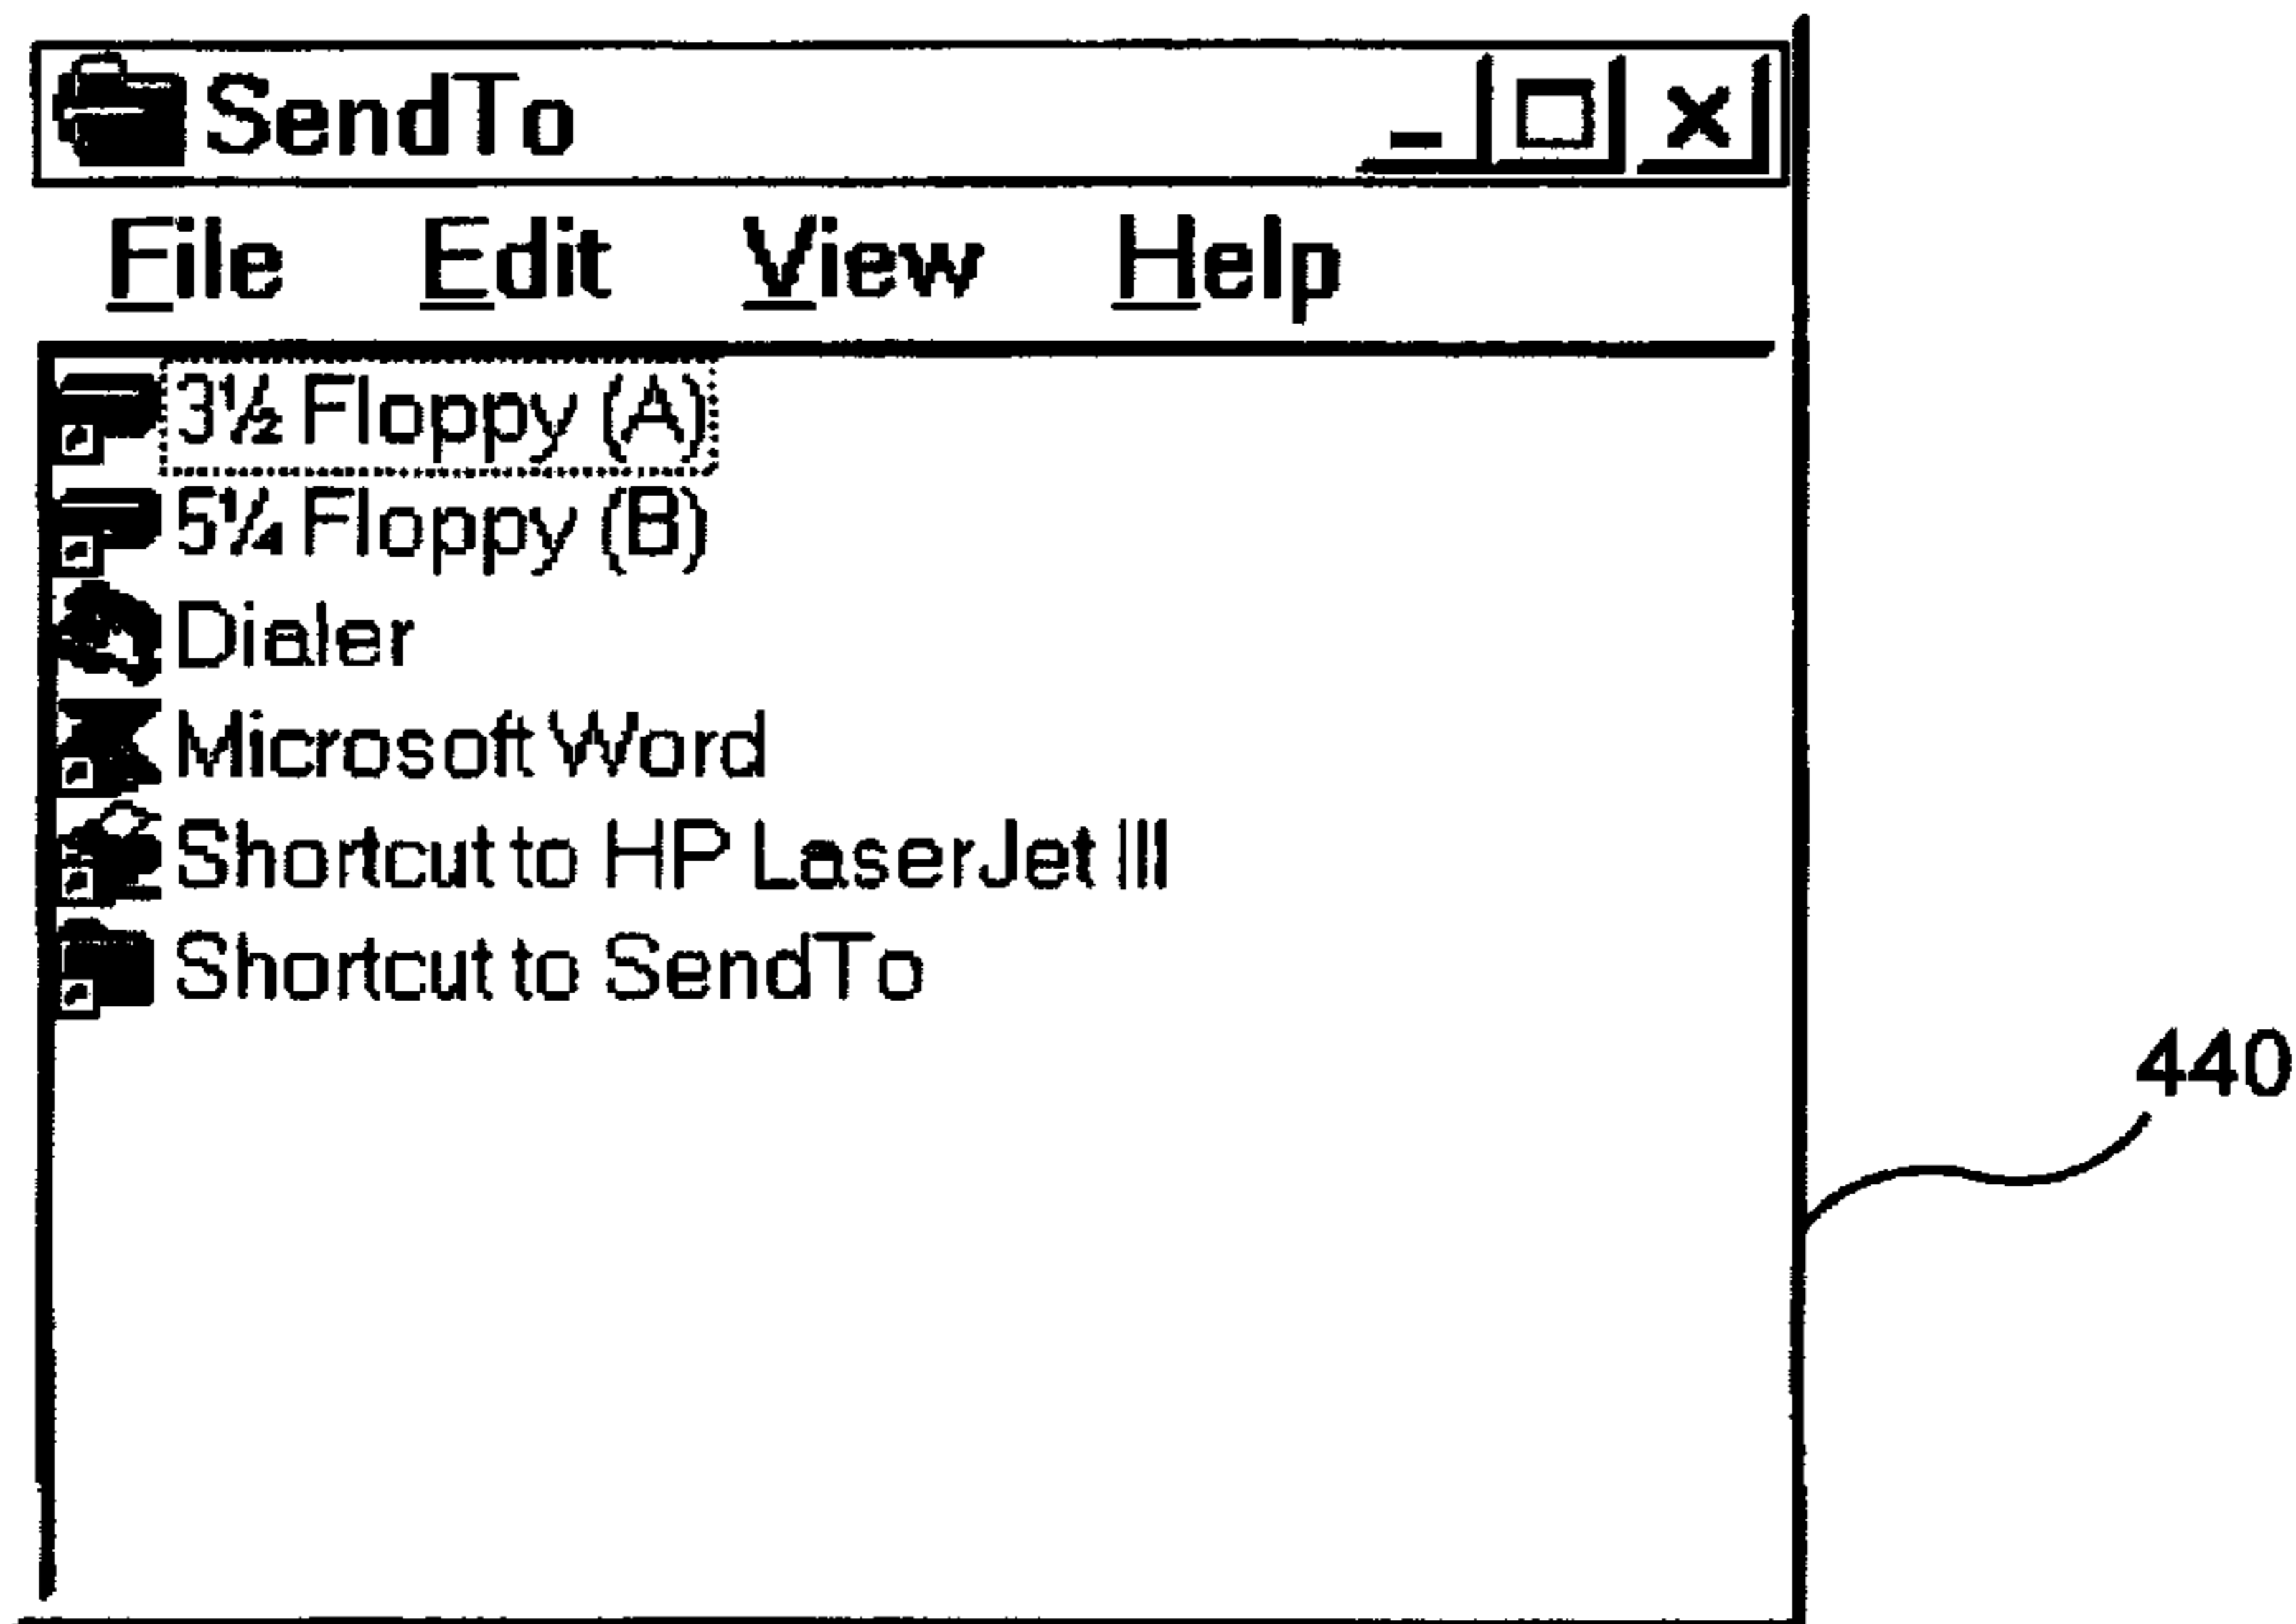 SendTo
File Edit View Help
3½ Floppy (A)
5¼ Floppy (B)
Dialer
Microsoft Word
Shortcut to HP LaserJet III
Shortcut to SendTo
440